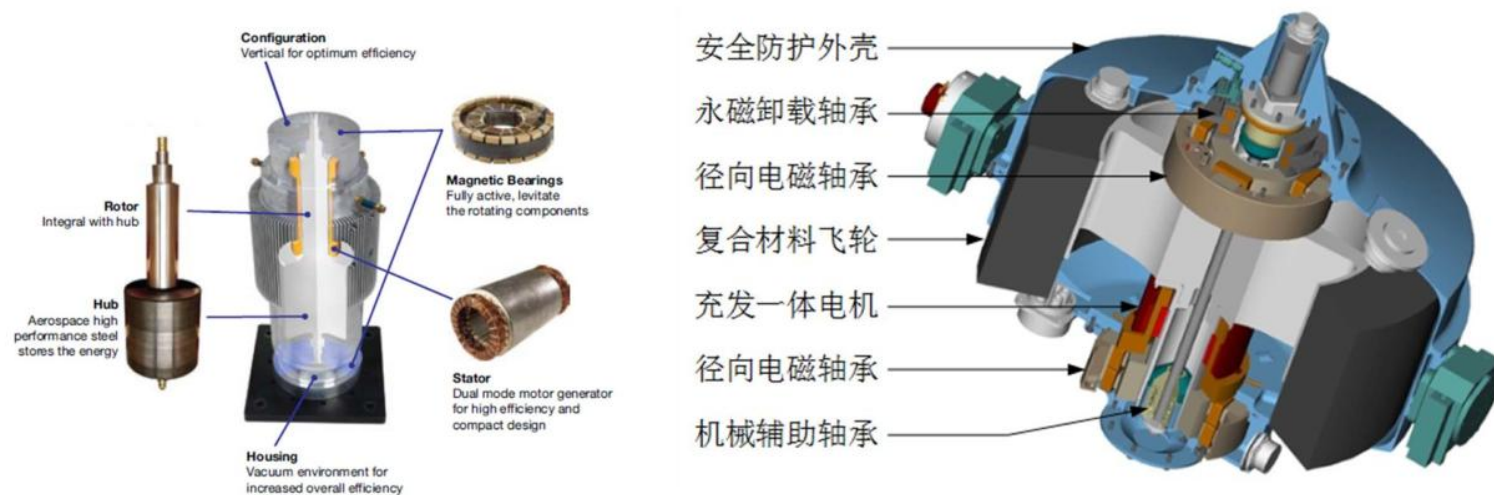 Configuration
Vertical for optimum efficiency
Magnetic Bearings
Fully active, levitate
the rotating components
Rotor
Integral with hub
Hub
Aerospace high
performance steel
stores the energy
Stator
Dual mode motor generator
for high efficiency and
compact design
Housing
Vacuum environment for
increased overall efficiency
安全防护外壳
永磁卸载轴承
径向电磁轴承
复合材料飞轮
充发一体电机
径向电磁轴承
机械辅助轴承